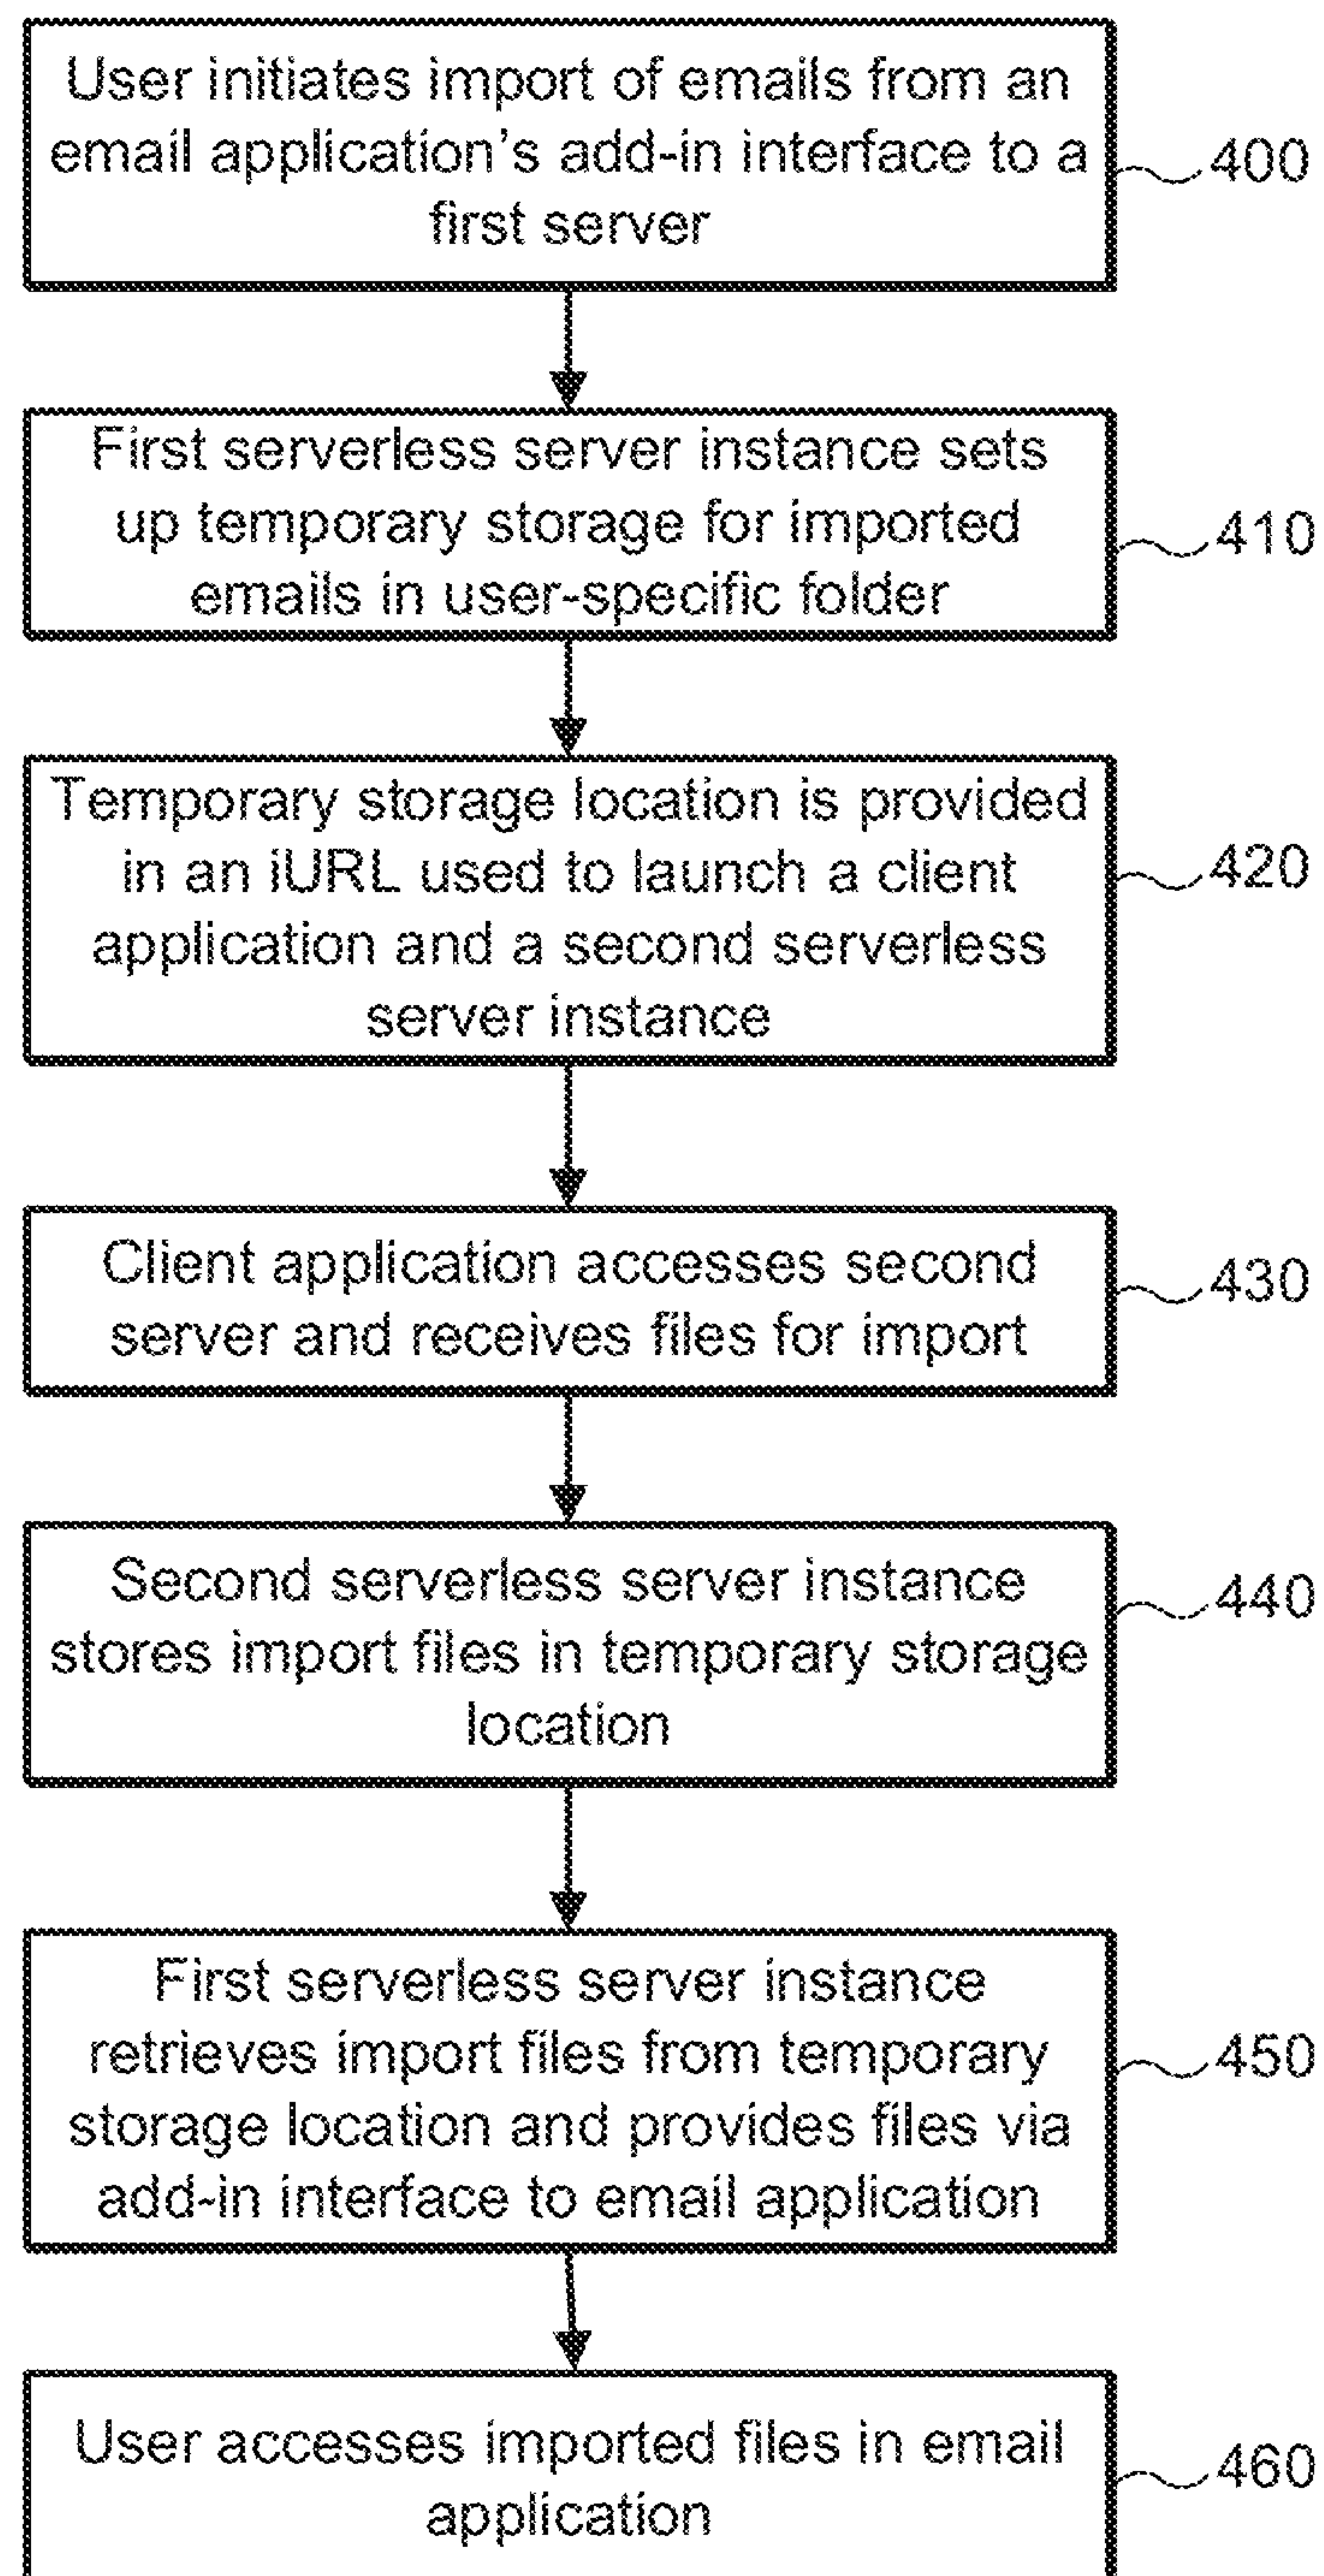 User initiates import of emails from an
email application's add-in interface to a
first server
400
First serverless server instance sets
up temporary storage for imported
emails in user-specific folder
410
Temporary storage location is provided
in an iURL used to launch a client
application and a second serverless
server instance
420
Client application accesses second
server and receives files for import
430
Second serverless server instance
stores import files in temporary storage
location
440
First serverless server instance
retrieves import files from temporary
storage location and provides files via
add-in interface to email application
450
User accesses imported files in email
application
460